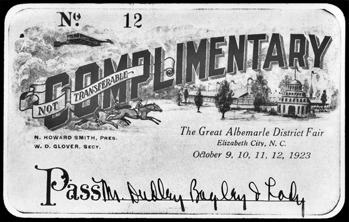 No. 12
COMPLIMENTARY
NOT TRANSFERABLE
N. HOWARD SMITH, PRES.
W. D. GLOVER, SECY.
The Great Albemarle District Fair
Elizabeth City, N. C.
October 9, 10, 11, 12, 1923
Pass Mr. Dudley Bagley & Lady